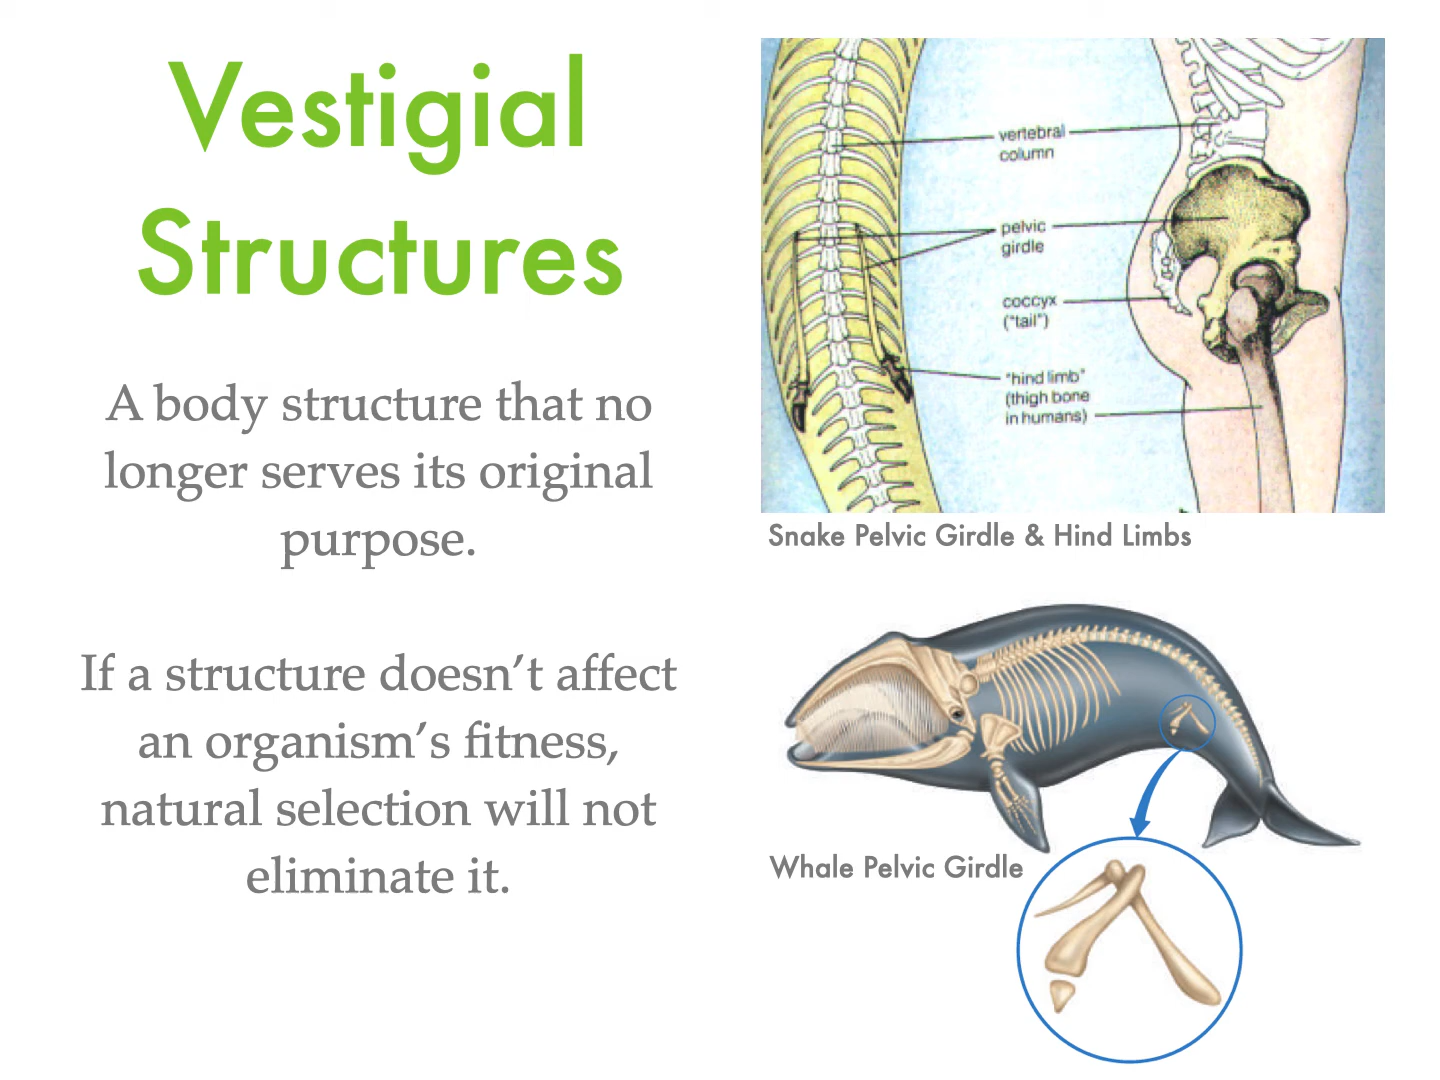 Vestigial
Structures
A body structure that no
longer serves its original
purpose.
If a structure doesn’t affect
an organism’s fitness,
natural selection will not
eliminate it.
vertebral
column
pelvic
girdle
coccyx
(“tail”)
“hind limb”
(thigh bone
in humans)
Snake Pelvic Girdle & Hind Limbs
Whale Pelvic Girdle